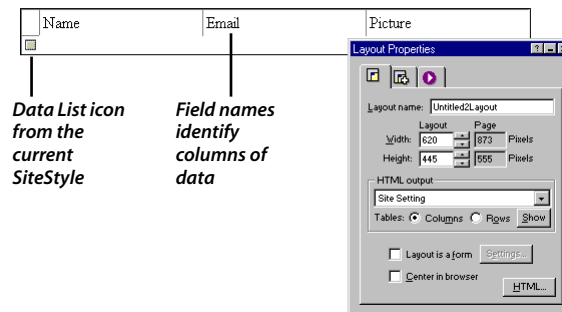 Name Email Picture
Data List icon
from the
current
SiteStyle
Field names
identify
columns of
data
Layout Properties
Layout name: Untitled2Layout
Layout Page
Width: 620 873 Pixels
Height: 445 555 Pixels
HTML output
Site Setting
Tables: Columns Rows Show
Layout is a form Settings...
Center in browser
HTML...